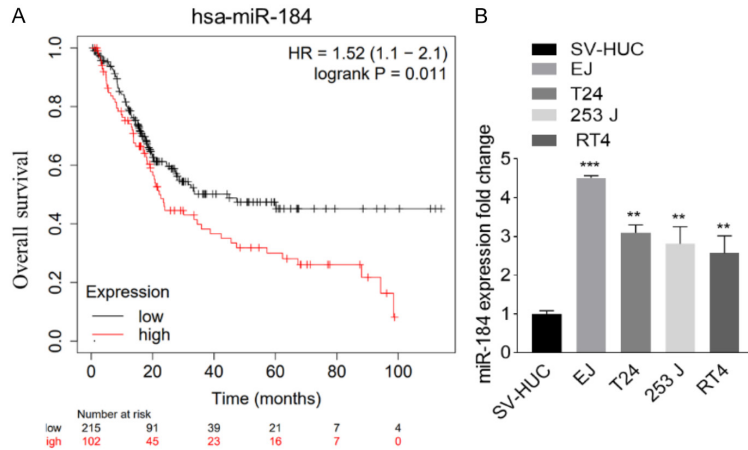 A
hsa-miR-184
HR = 1.52 (1.1 − 2.1)
logrank P = 0.011
Overall survival
1.0
0.8
0.6
0.4
0.2
0.0
Expression
low
high
0 20 40 60 80 100
Time (months)
Number at risk
low 215 91 39 21 7 4
high 102 45 23 16 7 0
B
SV-HUC
EJ
T24
253 J
RT4
miR-184 expression fold change
5
4
3
2
1
0
*** ** ** **
SV-HUC EJ T24 253 J RT4